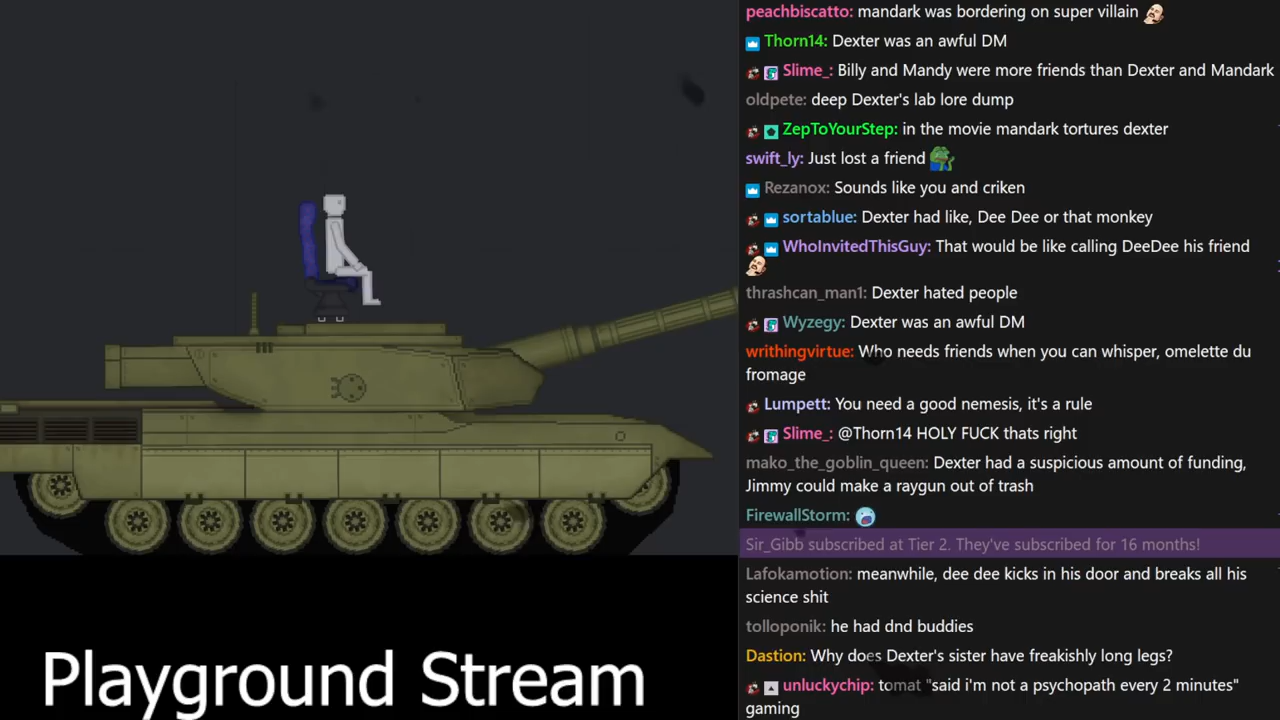 peachbiscatto: mandark was bordering on super villain
Thorn14: Dexter was an awful DM
Slime_: Billy and Mandy were more friends than Dexter and Mandark
oldpete: deep Dexter's lab lore dump
ZepToYourStep: in the movie mandark tortures dexter
swift_ly: Just lost a friend
Rezanox: Sounds like you and criken
sortablue: Dexter had like, Dee Dee or that monkey
WhoInvitedThisGuy: That would be like calling DeeDee his friend
thrashcan_man1: Dexter hated people
Wyzegy: Dexter was an awful DM
writhingvirtue: Who needs friends when you can whisper, omelette du
fromage
Lumpett: You need a good nemesis, it's a rule
Slime_: @Thorn14 HOLY FUCK thats right
mako_the_goblin_queen: Dexter had a suspicious amount of funding,
Jimmy could make a raygun out of trash
FirewallStorm:
Sir_Gibb subscribed at Tier 2. They've subscribed for 16 months!
Lafokamotion: meanwhile, dee dee kicks in his door and breaks all his
science shit
tolloponik: he had dnd buddies
Dastion: Why does Dexter's sister have freakishly long legs?
unluckychip: tomat "said i'm not a psychopath every 2 minutes"
gaming
Playground Stream